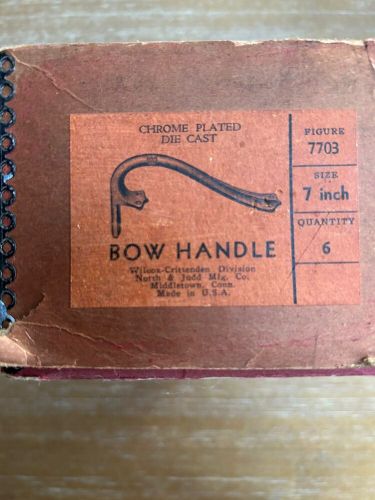 CHROME PLATED
DIE CAST
BOW HANDLE
Wilcox-Crittenden Division
North & Judd Mfg. Co.
Middletown, Conn.
Made in U.S.A.
FIGURE
7703
SIZE
7 inch
QUANTITY
6